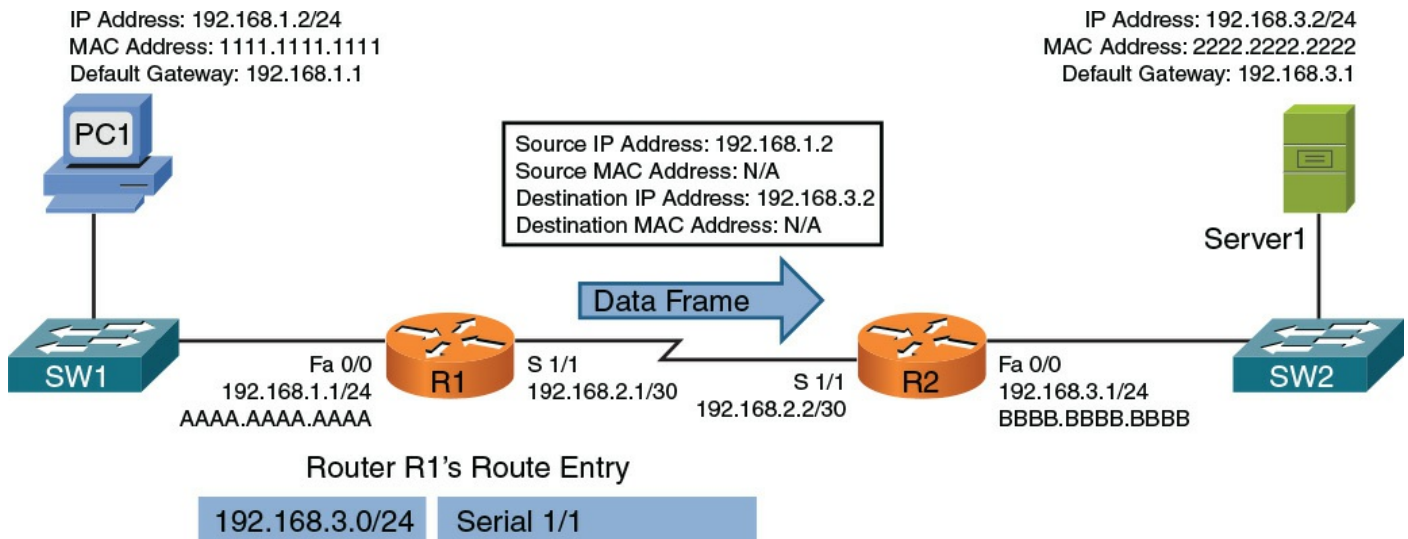 IP Address: 192.168.1.2/24
MAC Address: 1111.1111.1111
Default Gateway: 192.168.1.1
IP Address: 192.168.3.2/24
MAC Address: 2222.2222.2222
Default Gateway: 192.168.3.1
PC1
Source IP Address: 192.168.1.2
Source MAC Address: N/A
Destination IP Address: 192.168.3.2
Destination MAC Address: N/A
Server1
Data Frame
SW1
Fa 0/0
192.168.1.1/24
AAAA.AAAA.AAAA
R1
S 1/1
192.168.2.1/30
S 1/1
192.168.2.2/30
R2
Fa 0/0
192.168.3.1/24
BBBB.BBBB.BBBB
SW2
Router R1's Route Entry
192.168.3.0/24 Serial 1/1